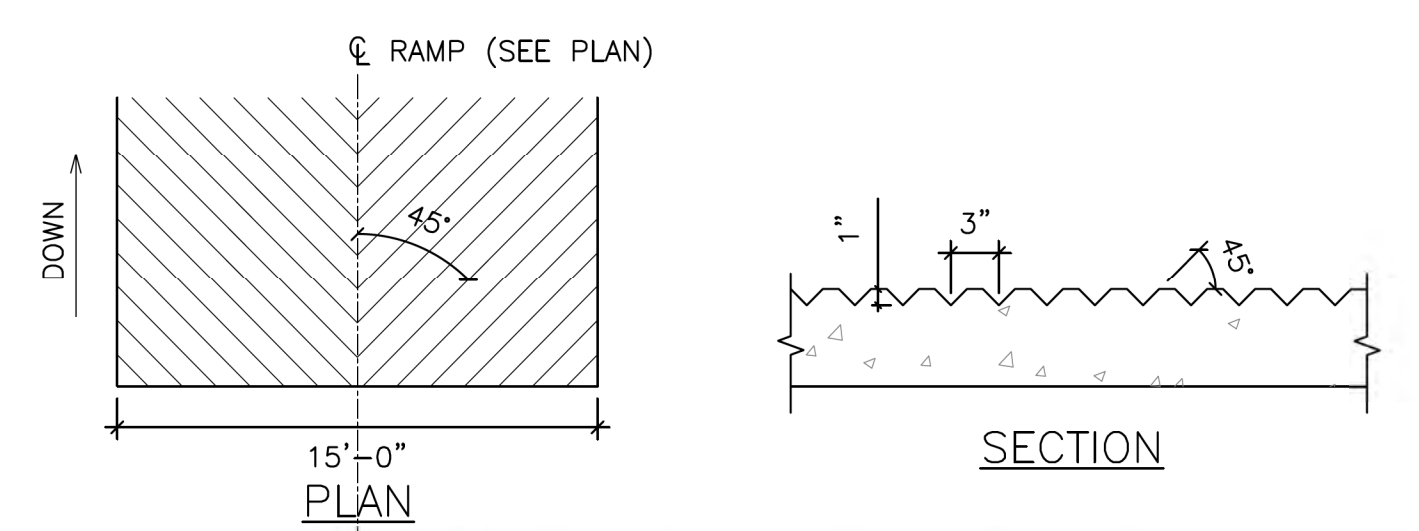 ℄ RAMP (SEE PLAN)
DOWN
45°
15'-0"
PLAN
1"
3"
45°
SECTION